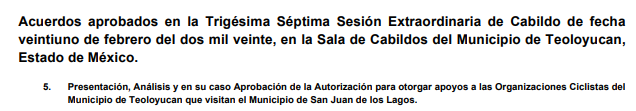 Acuerdos aprobados en la Trigésima Séptima Sesión Extraordinaria de Cabildo de fecha
veintiuno de febrero del dos mil veinte, en la Sala de Cabildos del Municipio de Teoloyucan,
Estado de México.
5. Presentación, Análisis y en su caso Aprobación de la Autorización para otorgar apoyos a las Organizaciones Ciclistas del
Municipio de Teoloyucan que visitan el Municipio de San Juan de los Lagos.